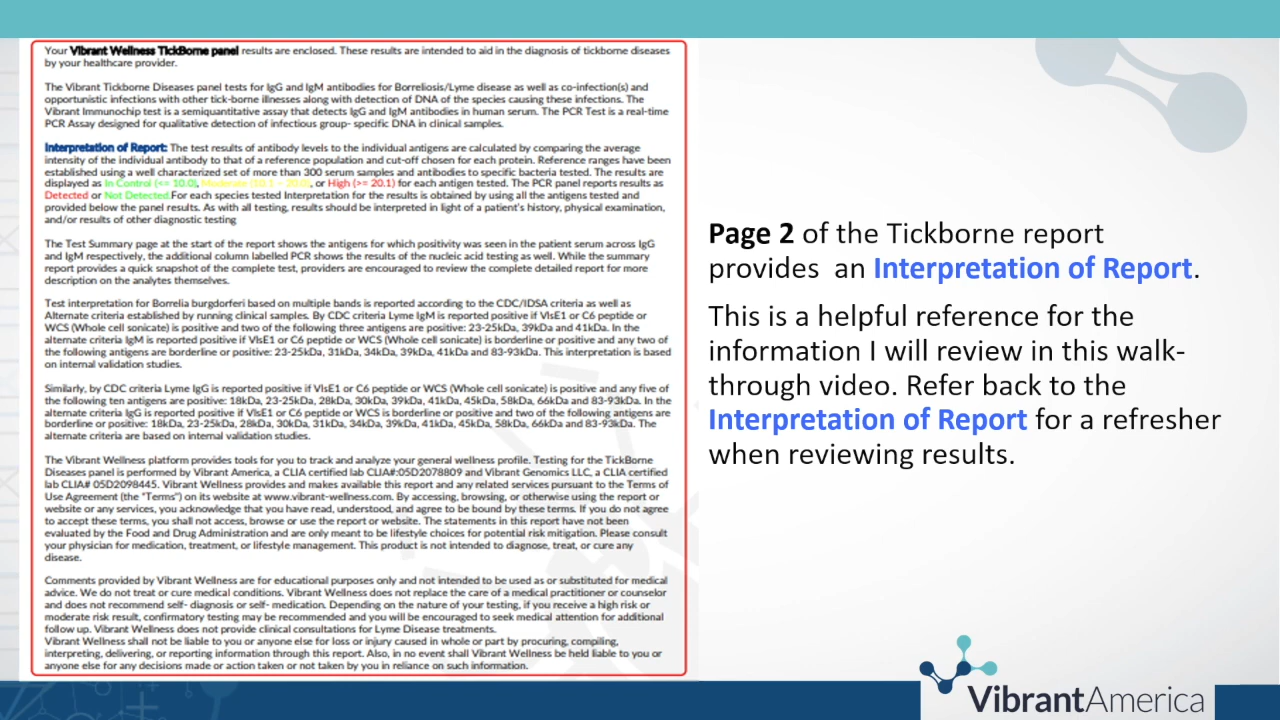 Your Vibrant Wellness TickBorne panel results are enclosed. These results are intended to aid in the diagnosis of tickborne diseases
by your healthcare provider.
The Vibrant Tickborne Diseases panel tests for IgG and IgM antibodies for Borreliosis/Lyme disease as well as co-infection(s) and
opportunistic infections with other tick-borne illnesses along with detection of DNA of the species causing these infections. The
Vibrant Immunochip test is a semiquantitative assay that detects IgG and IgM antibodies in human serum. The PCR Test is a real-time
PCR Assay designed for qualitative detection of infectious group- specific DNA in clinical samples.
Interpretation of Report: The test results of antibody levels to the individual antigens are calculated by comparing the average
intensity of the individual antibody to that of a reference population and cut-off chosen for each protein. Reference ranges have been
established using a well characterized set of more than 300 serum samples and antibodies to specific bacteria tested. The results are
displayed as In Control (<= 10.0), Moderate (10.1 - 20.0), or High (>= 20.1) for each antigen tested. The PCR panel reports results as
Detected or Not Detected.For each species tested Interpretation for the results is obtained by using all the antigens tested and
provided below the panel results. As with all testing, results should be interpreted in light of a patient's history, physical examination,
and/or results of other diagnostic testing
The Test Summary page at the start of the report shows the antigens for which positivity was seen in the patient serum across IgG
and IgM respectively, the additional column labelled PCR shows the results of the nucleic acid testing as well. While the summary
report provides a quick snapshot of the complete test, providers are encouraged to review the complete detailed report for more
description on the analytes themselves.
Test interpretation for Borrelia burgdorferi based on multiple bands is reported according to the CDC/IDSA criteria as well as
Alternate criteria established by running clinical samples. By CDC criteria Lyme IgM is reported positive if VlsE1 or C6 peptide or
WCS (Whole cell sonicate) is positive and two of the following three antigens are positive: 23-25kDa, 39kDa and 41kDa. In the
alternate criteria IgM is reported positive if VlsE1 or C6 peptide or WCS (Whole cell sonicate) is borderline or positive and any two of
the following antigens are borderline or positive: 23-25kDa, 31kDa, 34kDa, 39kDa, 41kDa and 83-93kDa. This interpretation is based
on internal validation studies.
Similarly, by CDC criteria Lyme IgG is reported positive if VlsE1 or C6 peptide or WCS (Whole cell sonicate) is positive and any five of
the following ten antigens are positive: 18kDa, 23-25kDa, 28kDa, 30kDa, 39kDa, 41kDa, 45kDa, 58kDa, 66kDa and 83-93kDa. In the
alternate criteria IgG is reported positive if VlsE1 or C6 peptide or WCS is borderline or positive and two of the following antigens are
borderline or positive: 18kDa, 23-25kDa, 28kDa, 30kDa, 31kDa, 34kDa, 39kDa, 41kDa, 45kDa, 58kDa, 66kDa and 83-93kDa. The
alternate criteria are based on internal validation studies.
The Vibrant Wellness platform provides tools for you to track and analyze your general wellness profile. Testing for the TickBorne
Diseases panel is performed by Vibrant America, a CLIA certified lab CLIA#:05D2078809 and Vibrant Genomics LLC, a CLIA certified
lab CLIA# 05D2098445. Vibrant Wellness provides and makes available this report and any related services pursuant to the Terms of
Use Agreement (the "Terms") on its website at www.vibrant-wellness.com. By accessing, browsing, or otherwise using the report or
website or any services, you acknowledge that you have read, understood, and agree to be bound by these terms. If you do not agree
to accept these terms, you shall not access, browse or use the report or website. The statements in this report have not been
evaluated by the Food and Drug Administration and are only meant to be lifestyle choices for potential risk mitigation. Please consult
your physician for medication, treatment, or lifestyle management. This product is not intended to diagnose, treat, or cure any
disease.
Comments provided by Vibrant Wellness are for educational purposes only and not intended to be used as or substituted for medical
advice. We do not treat or cure medical conditions. Vibrant Wellness does not replace the care of a medical practitioner or counselor
and does not recommend self- diagnosis or self- medication. Depending on the nature of your testing, if you receive a high risk or
moderate risk result, confirmatory testing may be recommended and you will be encouraged to seek medical attention for additional
follow up. Vibrant Wellness does not provide clinical consultations for Lyme Disease treatments.
Vibrant Wellness shall not be liable to you or anyone else for loss or injury caused in whole or part by procuring, compiling,
interpreting, delivering, or reporting information through this report. Also, in no event shall Vibrant Wellness be held liable to you or
anyone else for any decisions made or action taken or not taken by you in reliance on such information.
Page 2 of the Tickborne report
provides an Interpretation of Report.
This is a helpful reference for the
information I will review in this walk-
through video. Refer back to the
Interpretation of Report for a refresher
when reviewing results.
VibrantAmerica